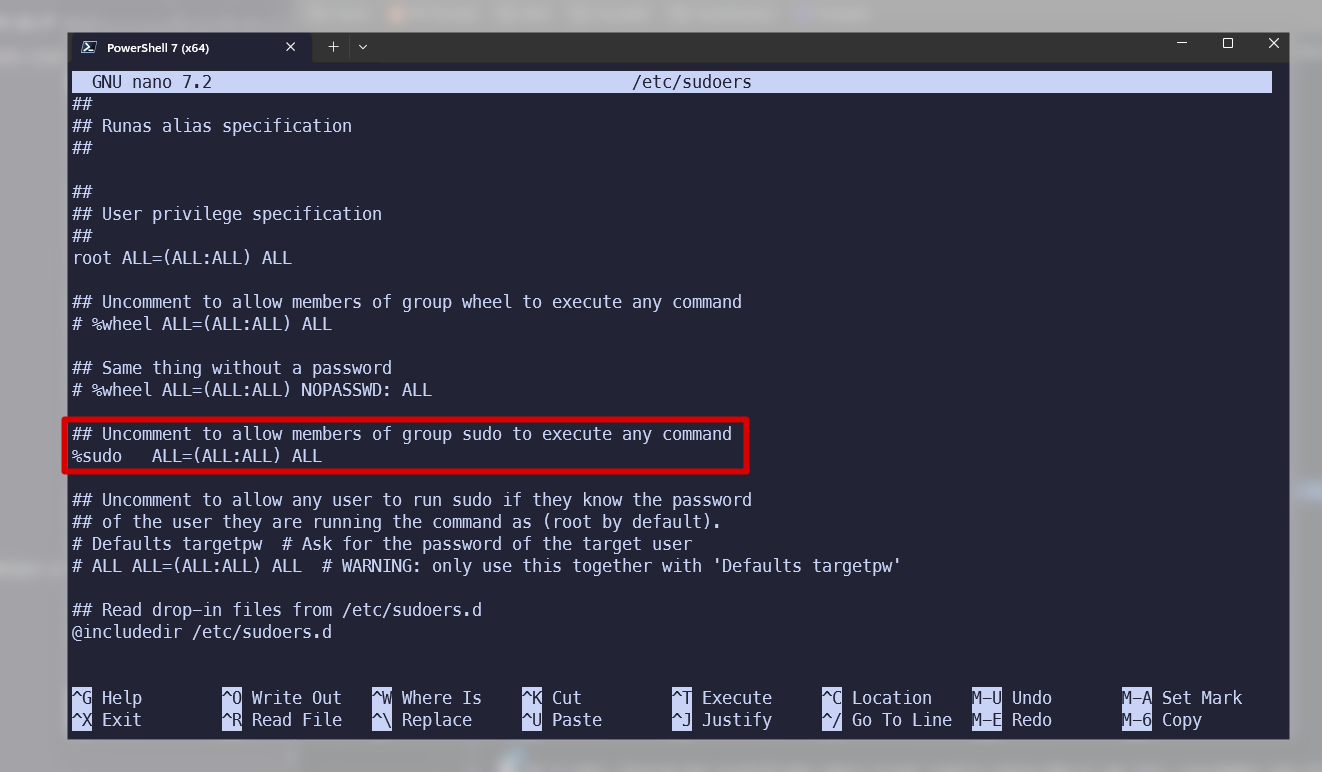 PowerShell 7 (x64)
GNU nano 7.2 /etc/sudoers
##
## Runas alias specification
##
##
## User privilege specification
##
root ALL=(ALL:ALL) ALL
## Uncomment to allow members of group wheel to execute any command
# %wheel ALL=(ALL:ALL) ALL
## Same thing without a password
# %wheel ALL=(ALL:ALL) NOPASSWD: ALL
## Uncomment to allow members of group sudo to execute any command
%sudo   ALL=(ALL:ALL) ALL
## Uncomment to allow any user to run sudo if they know the password
## of the user they are running the command as (root by default).
# Defaults targetpw  # Ask for the password of the target user
# ALL ALL=(ALL:ALL) ALL  # WARNING: only use this together with 'Defaults targetpw'
## Read drop-in files from /etc/sudoers.d
@includedir /etc/sudoers.d
^G Help ^O Write Out ^W Where Is ^K Cut ^T Execute ^C Location M-U Undo M-A Set Mark
^X Exit ^R Read File ^\ Replace ^U Paste ^J Justify ^/ Go To Line M-E Redo M-6 Copy